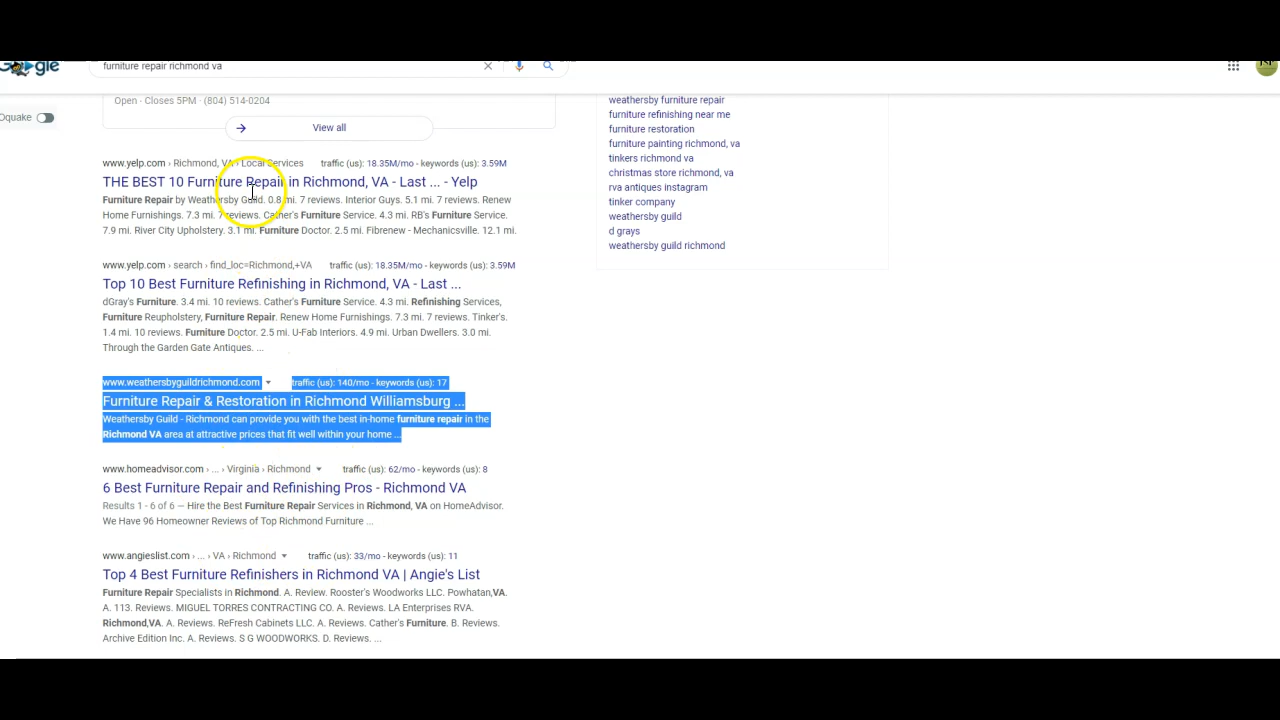 furniture repair richmond va
Open · Closes 5PM · (804) 514-0204
Oquake
View all
www.yelp.com › Richmond, VA › Local Services traffic (us): 18.35M/mo - keywords (us): 3.59M
THE BEST 10 Furniture Repair in Richmond, VA - Last ... - Yelp
Furniture Repair by Weathersby Guild. 0.8 mi. 7 reviews. Interior Guys. 5.1 mi. 7 reviews. Renew
Home Furnishings. 7.3 mi. 7 reviews. Cather's Furniture Service. 4.3 mi. RB's Furniture Service.
7.9 mi. River City Upholstery. 3.1 mi. Furniture Doctor. 2.5 mi. Fibrenew - Mechanicsville. 12.1 mi.
www.yelp.com › search › find_loc=Richmond,+VA traffic (us): 18.35M/mo - keywords (us): 3.59M
Top 10 Best Furniture Refinishing in Richmond, VA - Last ...
dGray's Furniture. 3.4 mi. 10 reviews. Cather's Furniture Service. 4.3 mi. Refinishing Services,
Furniture Reupholstery, Furniture Repair. Renew Home Furnishings. 7.3 mi. 7 reviews. Tinker's.
1.4 mi. 10 reviews. Furniture Doctor. 2.5 mi. U-Fab Interiors. 4.9 mi. Urban Dwellers. 3.0 mi.
Through the Garden Gate Antiques. ...
www.weathersbyguildrichmond.com traffic (us): 140/mo - keywords (us): 17
Furniture Repair & Restoration in Richmond Williamsburg ...
Weathersby Guild - Richmond can provide you with the best in-home furniture repair in the
Richmond VA area at attractive prices that fit well within your home ...
www.homeadvisor.com › ... › Virginia › Richmond traffic (us): 62/mo - keywords (us): 8
6 Best Furniture Repair and Refinishing Pros - Richmond VA
Results 1 - 6 of 6 — Hire the Best Furniture Repair Services in Richmond, VA on HomeAdvisor.
We Have 96 Homeowner Reviews of Top Richmond Furniture ...
www.angieslist.com › ... › VA › Richmond traffic (us): 33/mo - keywords (us): 11
Top 4 Best Furniture Refinishers in Richmond VA | Angie's List
Furniture Repair Specialists in Richmond. A. Review. Rooster's Woodworks LLC. Powhatan,VA.
A. 113. Reviews. MIGUEL TORRES CONTRACTING CO. A. Reviews. LA Enterprises RVA.
Richmond,VA. A. Reviews. ReFresh Cabinets LLC. A. Reviews. Cather's Furniture. B. Reviews.
Archive Edition Inc. A. Reviews. S G WOODWORKS. D. Reviews. ...
weathersby furniture repair
furniture refinishing near me
furniture restoration
furniture painting richmond, va
tinkers richmond va
christmas store richmond, va
rva antiques instagram
tinker company
weathersby guild
d grays
weathersby guild richmond